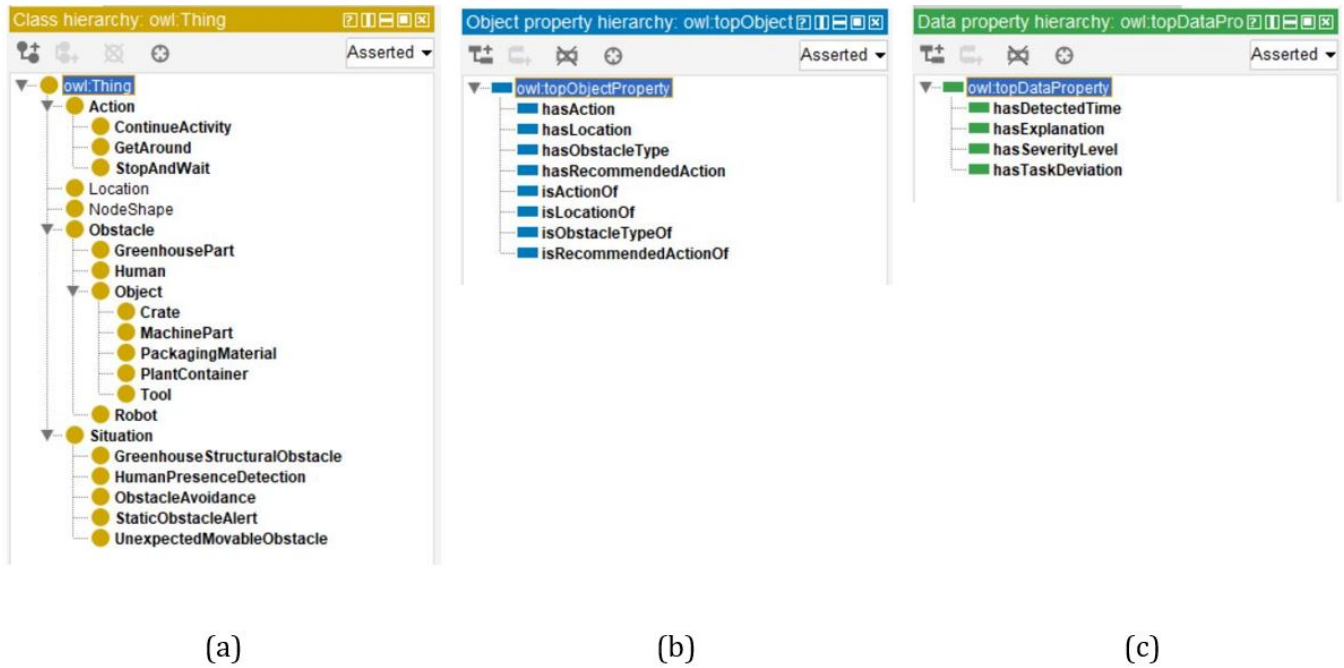 Class hierarchy: owl:Thing
Asserted
owl:Thing
Action
ContinueActivity
GetAround
StopAndWait
Location
NodeShape
Obstacle
GreenhousePart
Human
Object
Crate
MachinePart
PackagingMaterial
PlantContainer
Tool
Robot
Situation
GreenhouseStructuralObstacle
HumanPresenceDetection
ObstacleAvoidance
StaticObstacleAlert
UnexpectedMovableObstacle
(a)
Object property hierarchy: owl:topObject
Asserted
owl:topObjectProperty
hasAction
hasLocation
hasObstacleType
hasRecommendedAction
isActionOf
isLocationOf
isObstacleTypeOf
isRecommendedActionOf
(b)
Data property hierarchy: owl:topDataPro
Asserted
owl:topDataProperty
hasDetectedTime
hasExplanation
hasSeverityLevel
hasTaskDeviation
(c)